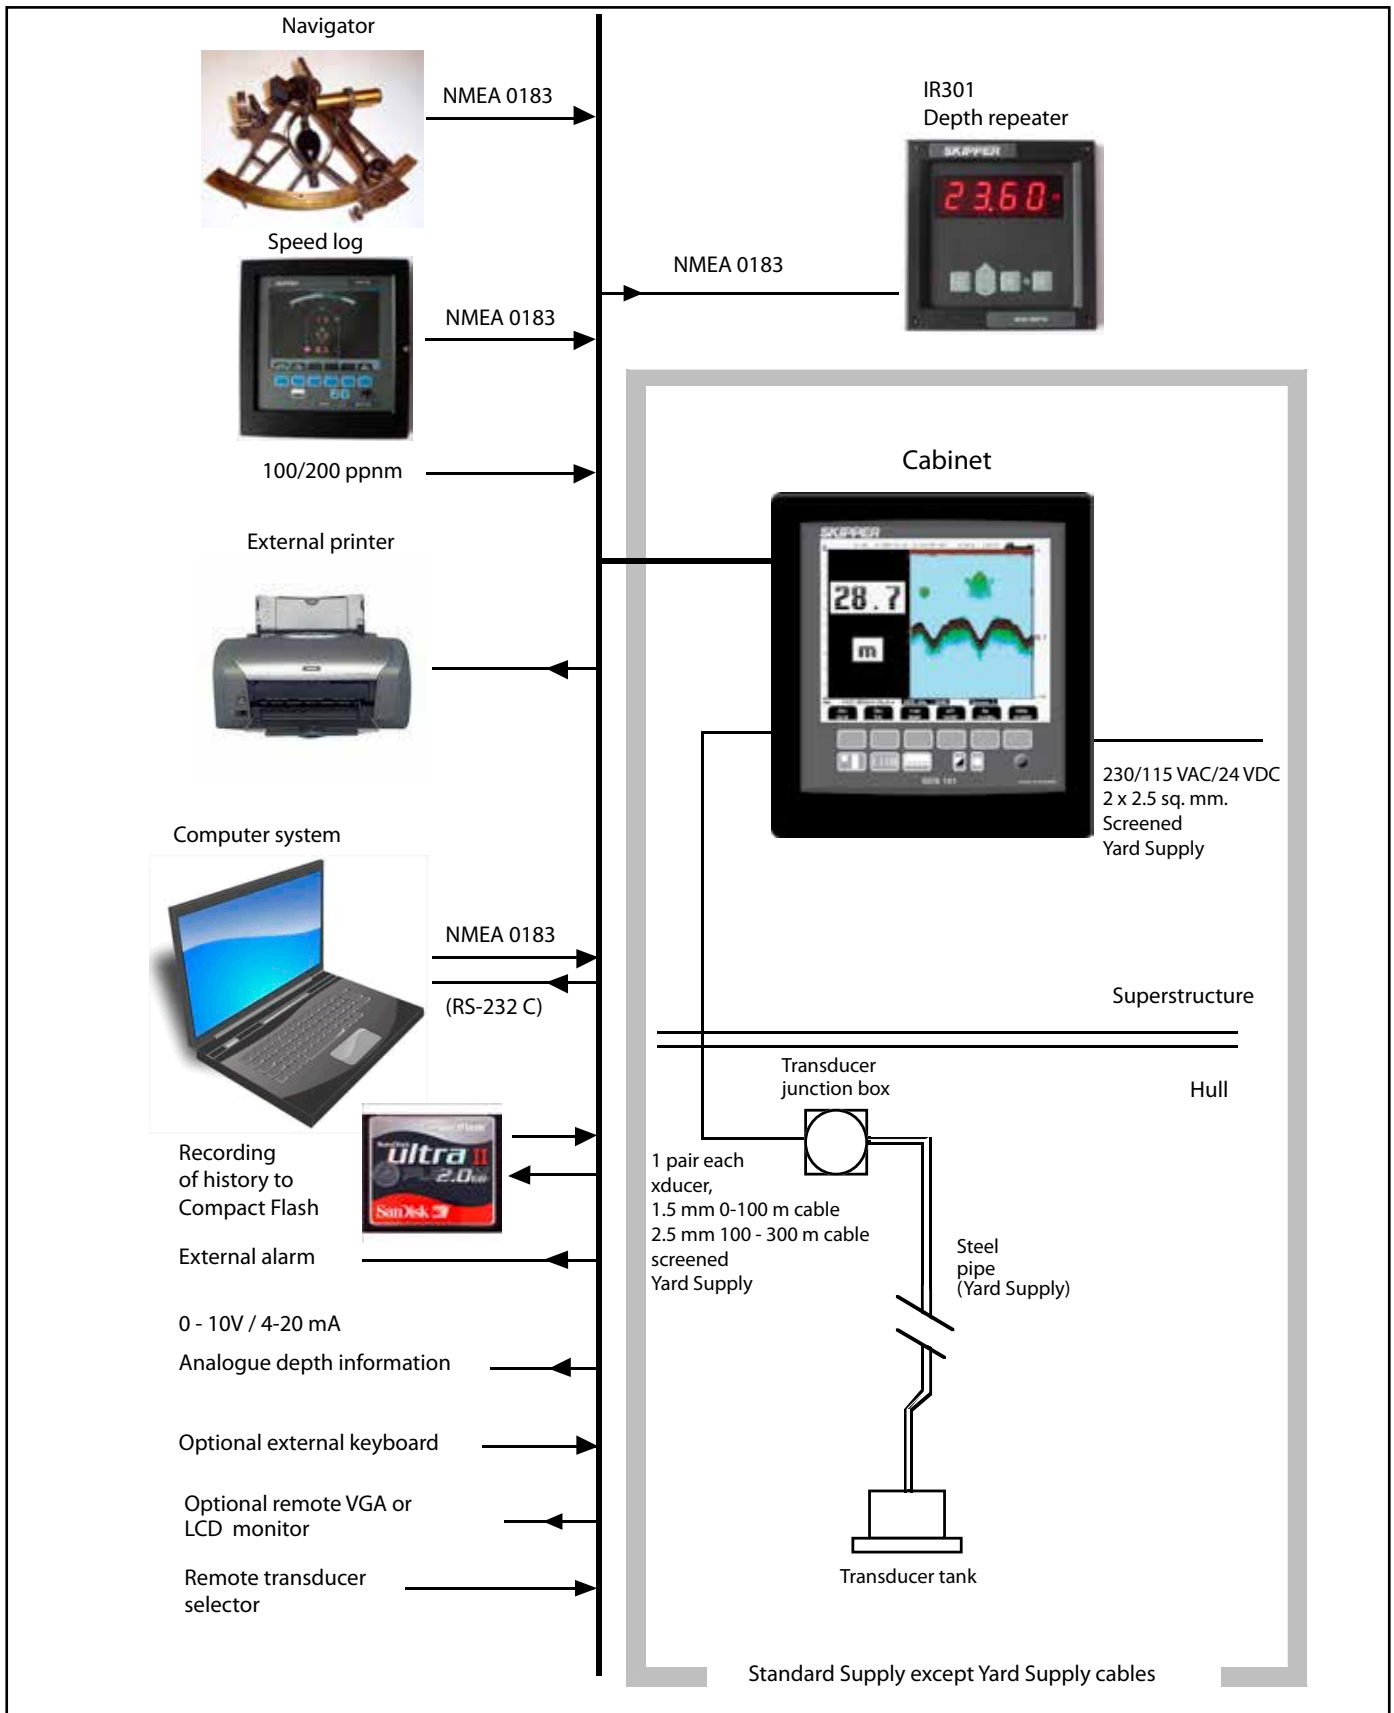 Navigator
NMEA 0183
IR301
Depth repeater
SKIPPER
23.60
Speed log
NMEA 0183
NMEA 0183
100/200 ppnm
Cabinet
External printer
SKIPPER
28.7
m
230/115 VAC/24 VDC
2 x 2.5 sq. mm.
Screened
Yard Supply
Computer system
NMEA 0183
(RS-232 C)
Superstructure
Transducer
junction box
Hull
Recording
of history to
Compact Flash
ultra II
2.0
SanDisk
1 pair each
xducer,
1.5 mm 0-100 m cable
2.5 mm 100 - 300 m cable
screened
Yard Supply
External alarm
Steel
pipe
(Yard Supply)
0 - 10V / 4-20 mA
Analogue depth information
Optional external keyboard
Optional remote VGA or
LCD monitor
Remote transducer
selector
Transducer tank
Standard Supply except Yard Supply cables